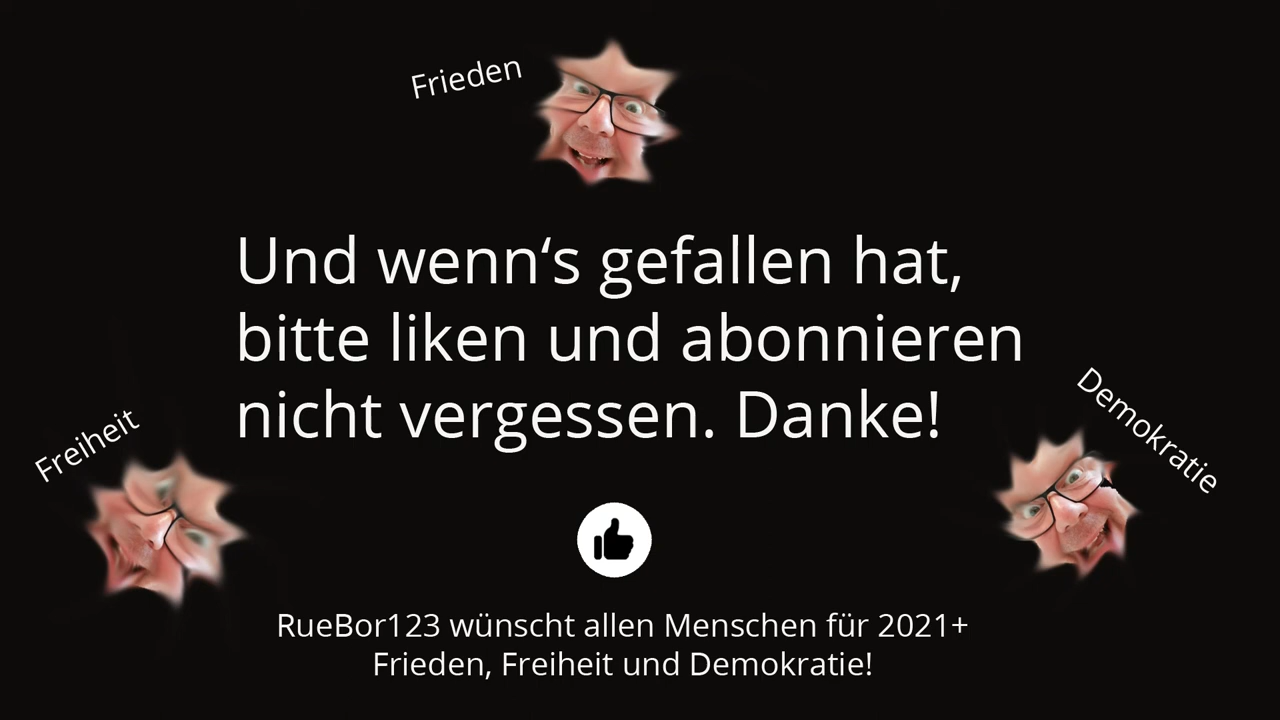 Frieden
Und wenn‘s gefallen hat,
bitte liken und abonnieren
nicht vergessen. Danke!
Freiheit
Demokratie
RueBor123 wünscht allen Menschen für 2021+
Frieden, Freiheit und Demokratie!